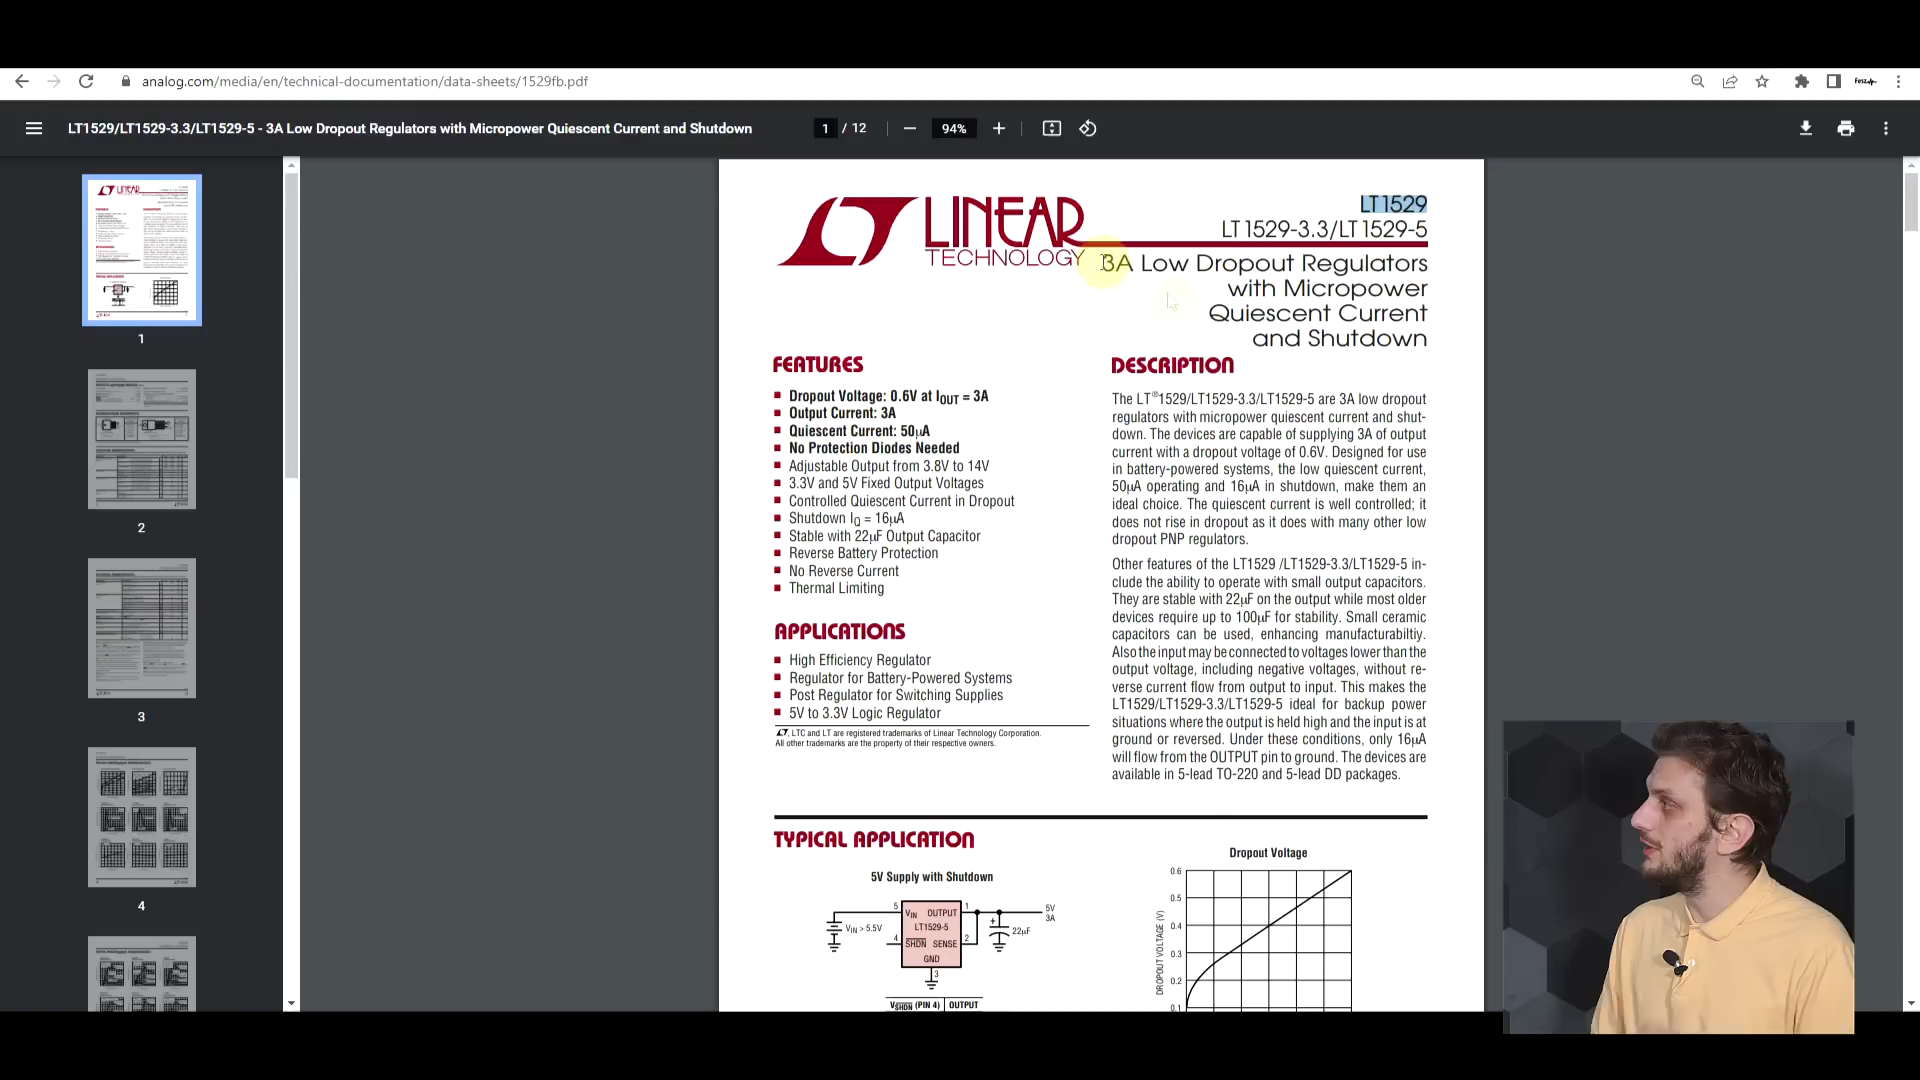 analog.com/media/en/technical-documentation/data-sheets/1529fb.pdf
LT1529/LT1529-3.3/LT1529-5 - 3A Low Dropout Regulators with Micropower Quiescent Current and Shutdown
1 / 12
94%
LINEAR
TECHNOLOGY
LT1529
LT1529-3.3/LT1529-5
3A Low Dropout Regulators
with Micropower
Quiescent Current
and Shutdown
FEATURES
Dropout Voltage: 0.6V at IOUT = 3A
Output Current: 3A
Quiescent Current: 50µA
No Protection Diodes Needed
Adjustable Output from 3.8V to 14V
3.3V and 5V Fixed Output Voltages
Controlled Quiescent Current in Dropout
Shutdown IQ = 16µA
Stable with 22µF Output Capacitor
Reverse Battery Protection
No Reverse Current
Thermal Limiting
APPLICATIONS
High Efficiency Regulator
Regulator for Battery-Powered Systems
Post Regulator for Switching Supplies
5V to 3.3V Logic Regulator
, LTC and LT are registered trademarks of Linear Technology Corporation.
All other trademarks are the property of their respective owners.
DESCRIPTION
The LT®1529/LT1529-3.3/LT1529-5 are 3A low dropout
regulators with micropower quiescent current and shut-
down. The devices are capable of supplying 3A of output
current with a dropout voltage of 0.6V. Designed for use
in battery-powered systems, the low quiescent current,
50µA operating and 16µA in shutdown, make them an
ideal choice. The quiescent current is well controlled; it
does not rise in dropout as it does with many other low
dropout PNP regulators.
Other features of the LT1529 /LT1529-3.3/LT1529-5 in-
clude the ability to operate with small output capacitors.
They are stable with 22µF on the output while most older
devices require up to 100µF for stability. Small ceramic
capacitors can be used, enhancing manufacturabiltiy.
Also the input may be connected to voltages lower than the
output voltage, including negative voltages, without re-
verse current flow from output to input. This makes the
LT1529/LT1529-3.3/LT1529-5 ideal for backup power
situations where the output is held high and the input is at
ground or reversed. Under these conditions, only 16µA
will flow from the OUTPUT pin to ground. The devices are
available in 5-lead TO-220 and 5-lead DD packages.
TYPICAL APPLICATION
5V Supply with Shutdown
5
VIN OUTPUT
1
5V
3A
VIN > 5.5V
LT1529-5
+
22µF
4
SHDN SENSE
2
GND
3
VSHDN (PIN 4) OUTPUT
Dropout Voltage
DROPOUT VOLTAGE (V)
0.6
0.5
0.4
0.3
0.2
0.1
1
2
3
4